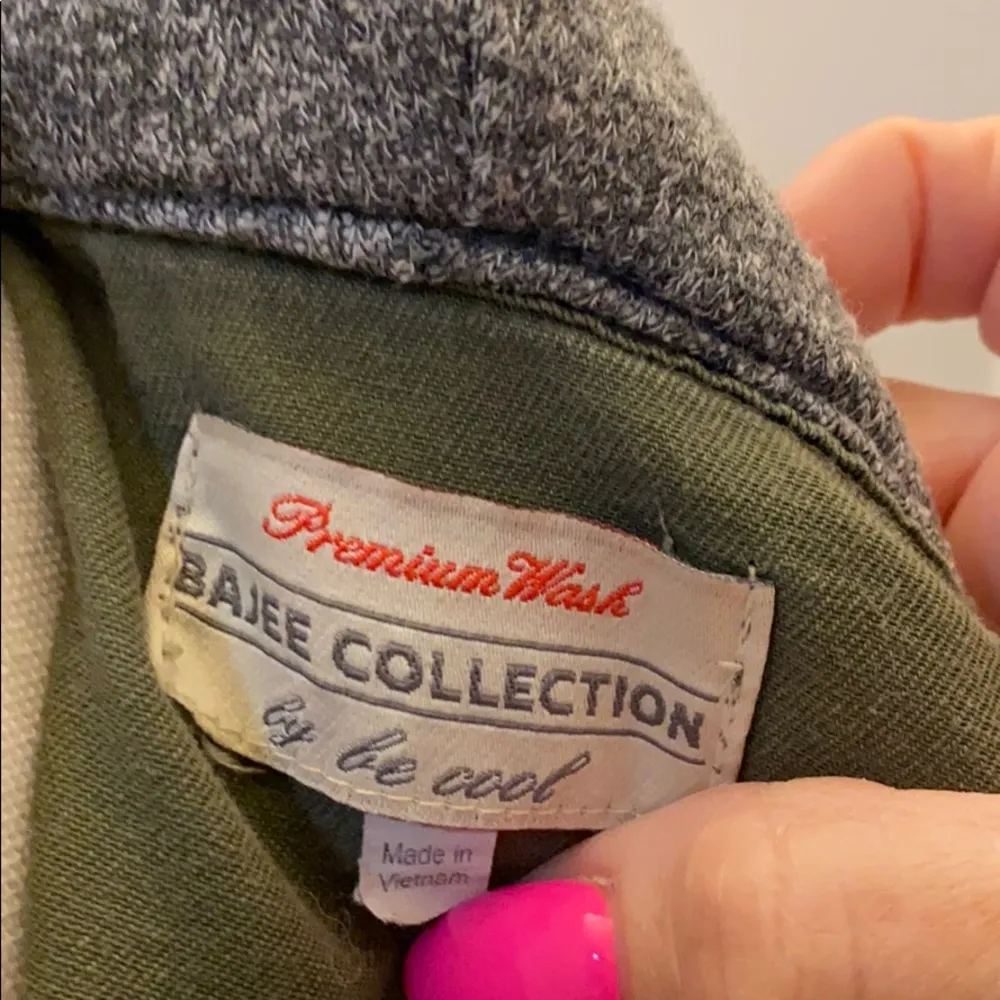 Premium Wash
BAJEE COLLECTION
by be cool
Made in
Vietnam